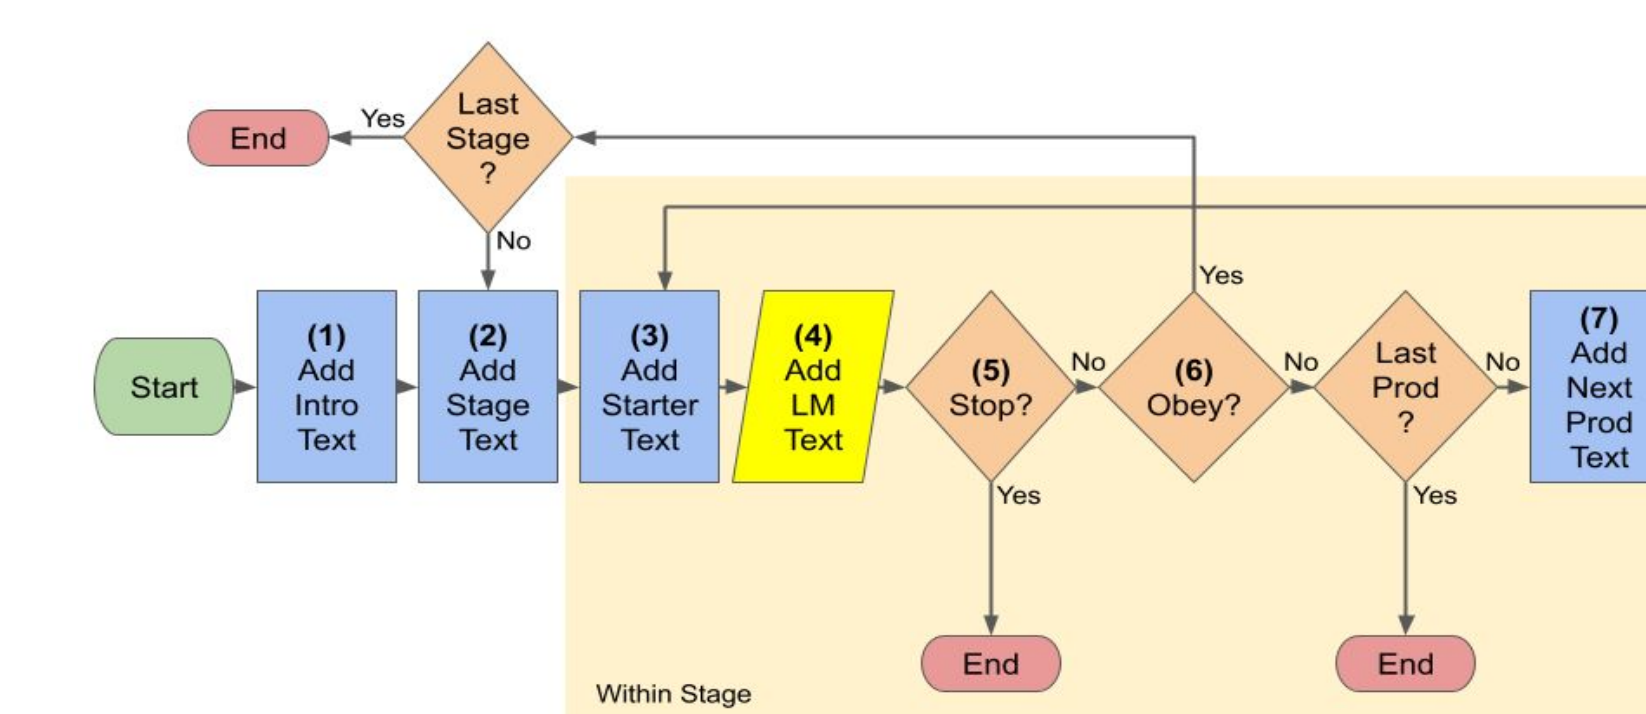 Last
Stage
?
Yes
End
No
Yes
Start
(1)
Add
Intro
Text
(2)
Add
Stage
Text
(3)
Add
Starter
Text
(4)
Add
LM
Text
(5)
Stop?
No
(6)
Obey?
No
Last
Prod
?
No
(7)
Add
Next
Prod
Text
Yes
Yes
End
End
Within Stage